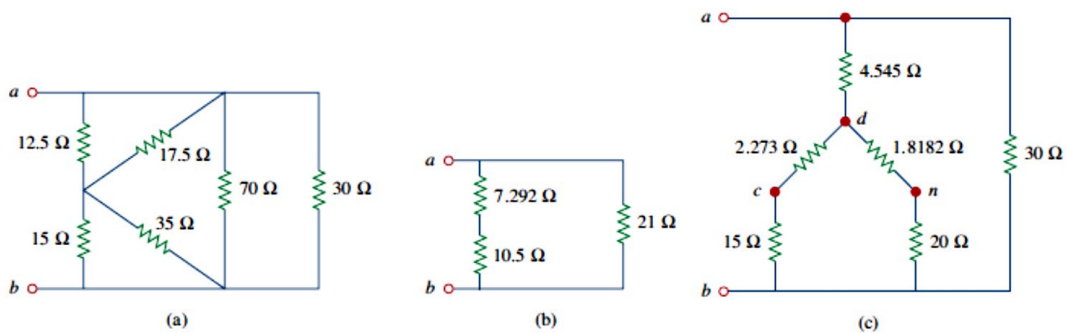 a
12.5 Ω
17.5 Ω
70 Ω
30 Ω
15 Ω
35 Ω
b
(a)
a
7.292 Ω
21 Ω
10.5 Ω
b
(b)
a
4.545 Ω
d
2.273 Ω
1.8182 Ω
30 Ω
c
n
15 Ω
20 Ω
b
(c)